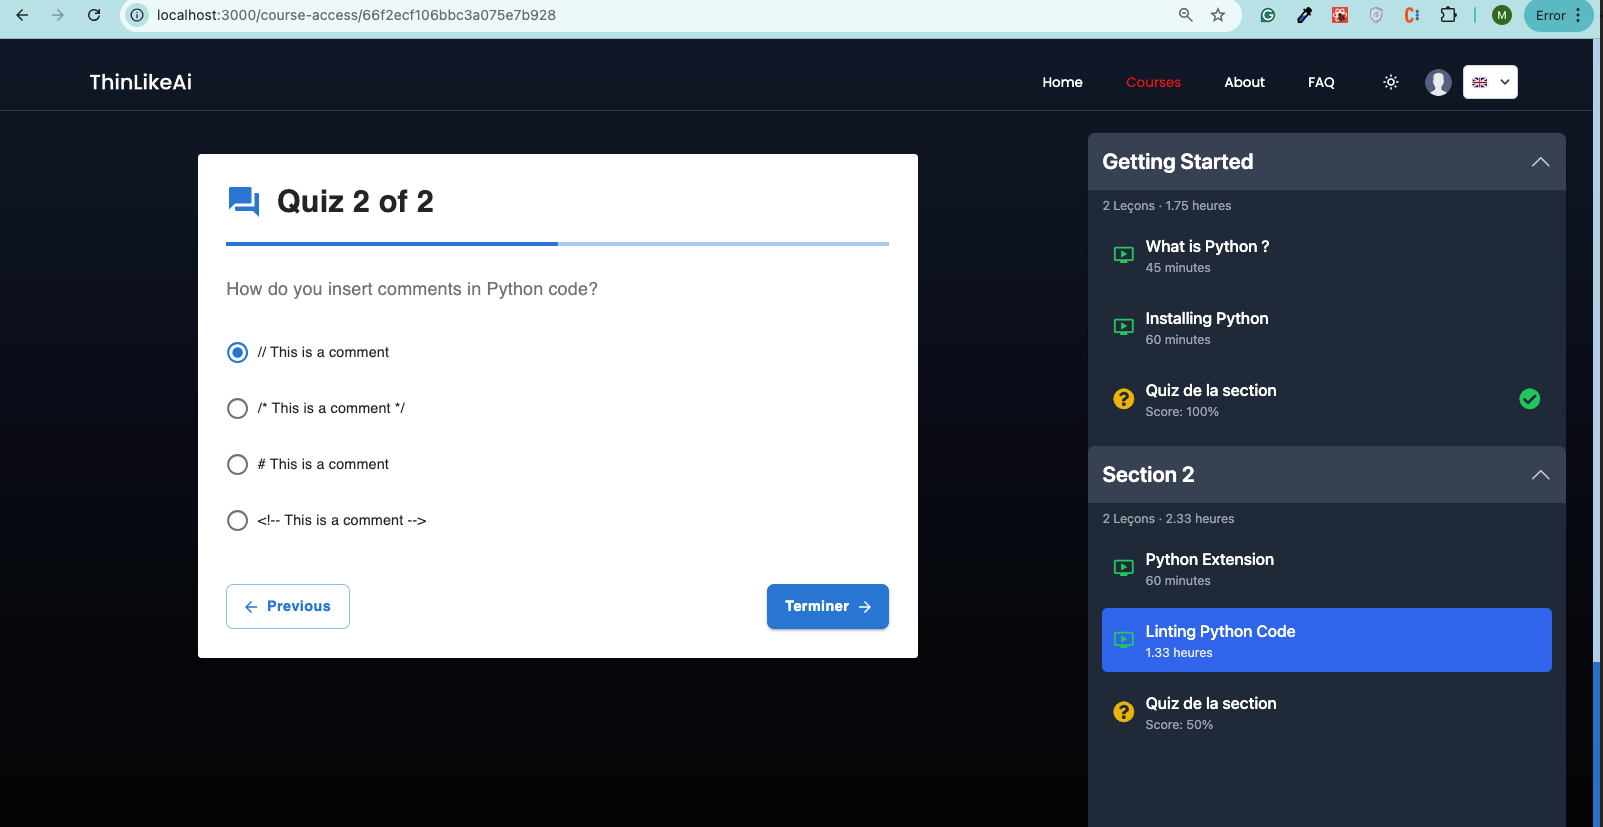 localhost:3000/course-access/66f2ecf106bbc3a075e7b928
M
Error
ThinLikeAi
Home
Courses
About
FAQ
Quiz 2 of 2
How do you insert comments in Python code?
// This is a comment
/* This is a comment */
# This is a comment
<!-- This is a comment -->
Previous
Terminer
Getting Started
2 Leçons · 1.75 heures
What is Python ?
45 minutes
Installing Python
60 minutes
Quiz de la section
Score: 100%
Section 2
2 Leçons · 2.33 heures
Python Extension
60 minutes
Linting Python Code
1.33 heures
Quiz de la section
Score: 50%